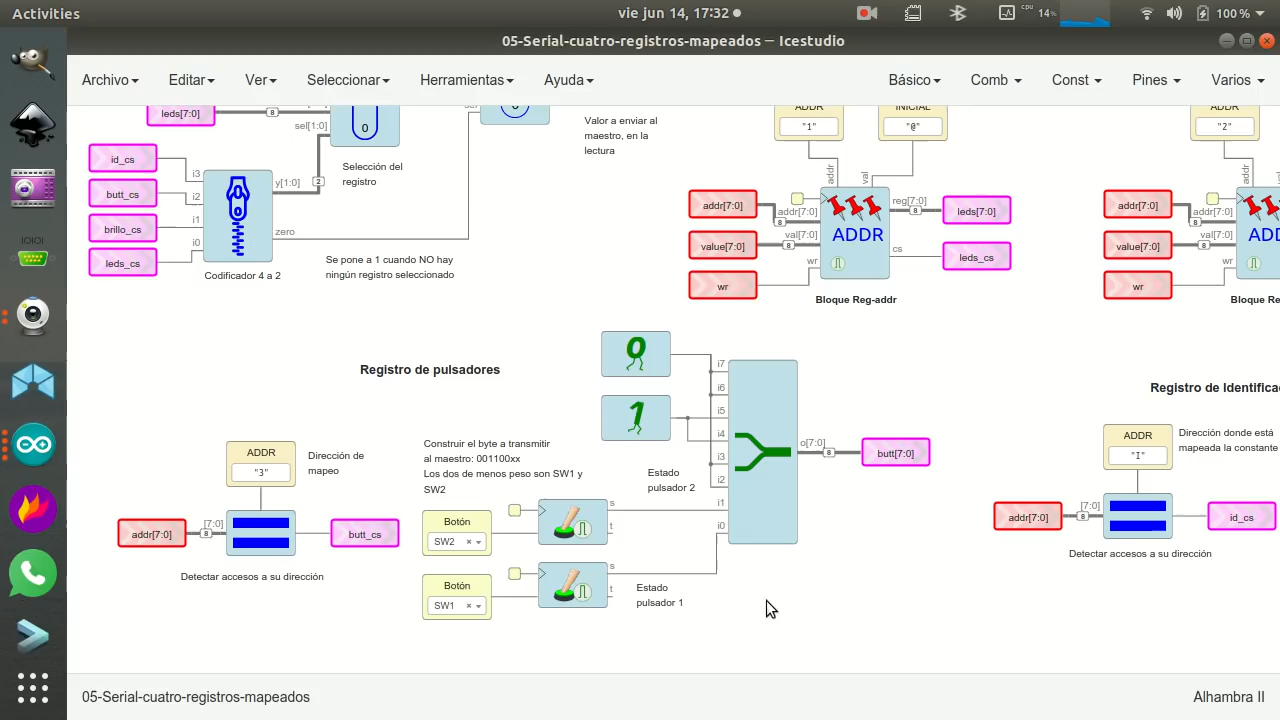 Activities
vie jun 14, 17:32
cpu
14%
100 %
05-Serial-cuatro-registros-mapeados — Icestudio
Archivo
Editar
Ver
Seleccionar
Herramientas
Ayuda
Básico
Comb
Const
Pines
Varios
leds[7:0]
8
sel[1:0]
0
id_cs
butt_cs
brillo_cs
leds_cs
i3
i2
i1
i0
y[1:0]
2
zero
Codificador 4 a 2
Selección del
registro
Se pone a 1 cuando NO hay
ningún registro seleccionado
Valor a enviar al
maestro, en la
lectura
ADDR
"1"
INICIAL
"@"
addr
val
addr[7:0]
value[7:0]
wr
addr[7:0]
8
val[7:0]
8
wr
ADDR
reg[7:0]
8
cs
leds[7:0]
leds_cs
Bloque Reg-addr
ADDR
"2"
addr
addr[7:0]
value[7:0]
wr
addr[7:0]
8
val[7:0]
8
wr
Registro de pulsadores
0
1
i7
i6
i5
i4
i3
i2
i1
i0
o[7:0]
8
butt[7:0]
Construir el byte a transmitir
al maestro: 001100xx
Los dos de menos peso son SW1 y
SW2
Estado
pulsador 2
ADDR
"3"
Dirección de
mapeo
addr[7:0]
[7:0]
8
butt_cs
Detectar accesos a su dirección
Botón
SW2
s
t
Botón
SW1
s
t
Estado
pulsador 1
ADDR
"I"
Dirección donde está
mapeada la constante
addr[7:0]
[7:0]
8
id_cs
Detectar accesos a su dirección
05-Serial-cuatro-registros-mapeados
Alhambra II